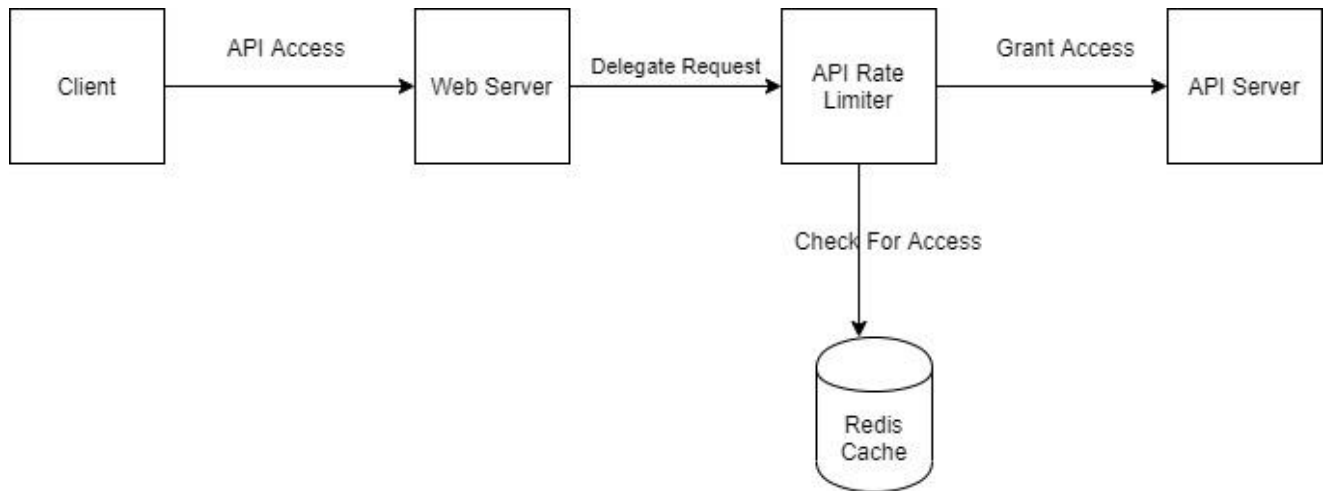 Client
API Access
Web Server
Delegate Request
API Rate
Limiter
Grant Access
API Server
Check For Access
Redis
Cache